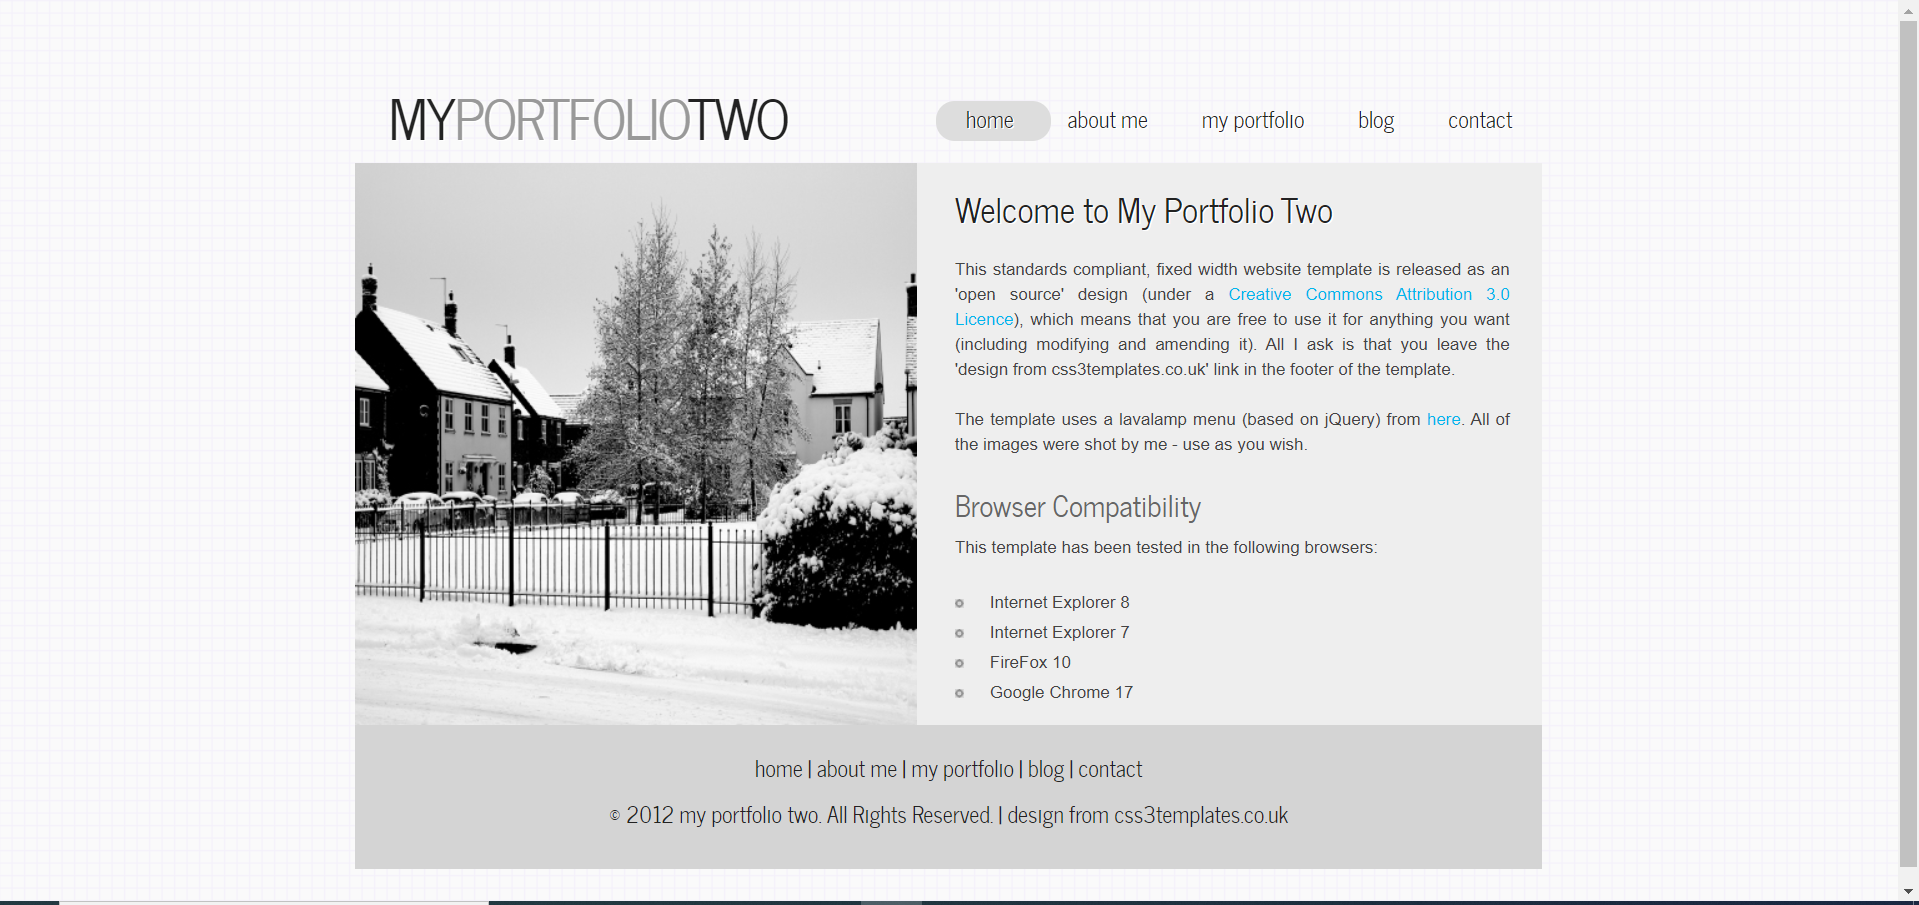 MYPORTFOLIOTWO
home about me my portfolio blog contact
Welcome to My Portfolio Two
This standards compliant, fixed width website template is released as an
'open source' design (under a Creative Commons Attribution 3.0
Licence), which means that you are free to use it for anything you want
(including modifying and amending it). All I ask is that you leave the
'design from css3templates.co.uk' link in the footer of the template.
The template uses a lavalamp menu (based on jQuery) from here. All of
the images were shot by me - use as you wish.
Browser Compatibility
This template has been tested in the following browsers:
Internet Explorer 8
Internet Explorer 7
FireFox 10
Google Chrome 17
home | about me | my portfolio | blog | contact
© 2012 my portfolio two. All Rights Reserved. | design from css3templates.co.uk